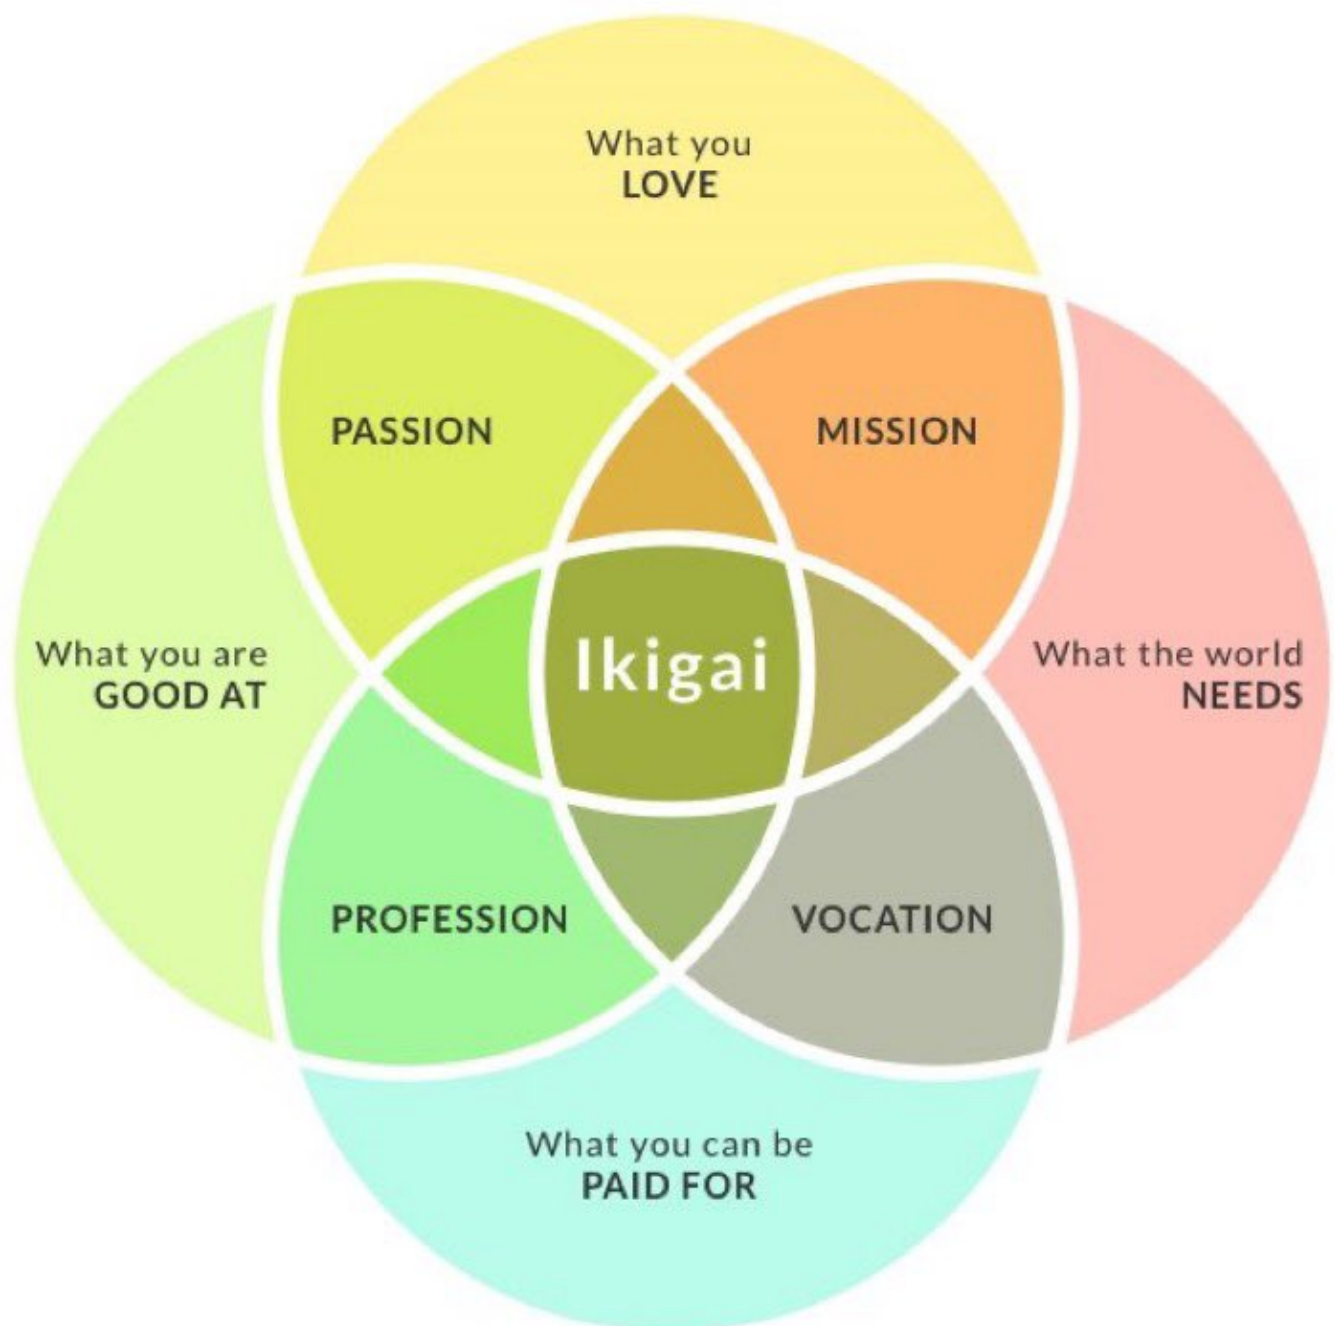 What you
LOVE
PASSION
MISSION
What you are
GOOD AT
Ikigai
What the world
NEEDS
PROFESSION
VOCATION
What you can be
PAID FOR